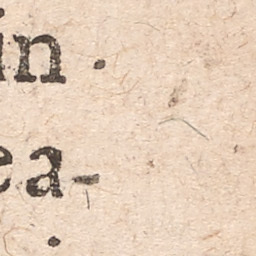 in .
ea-
.